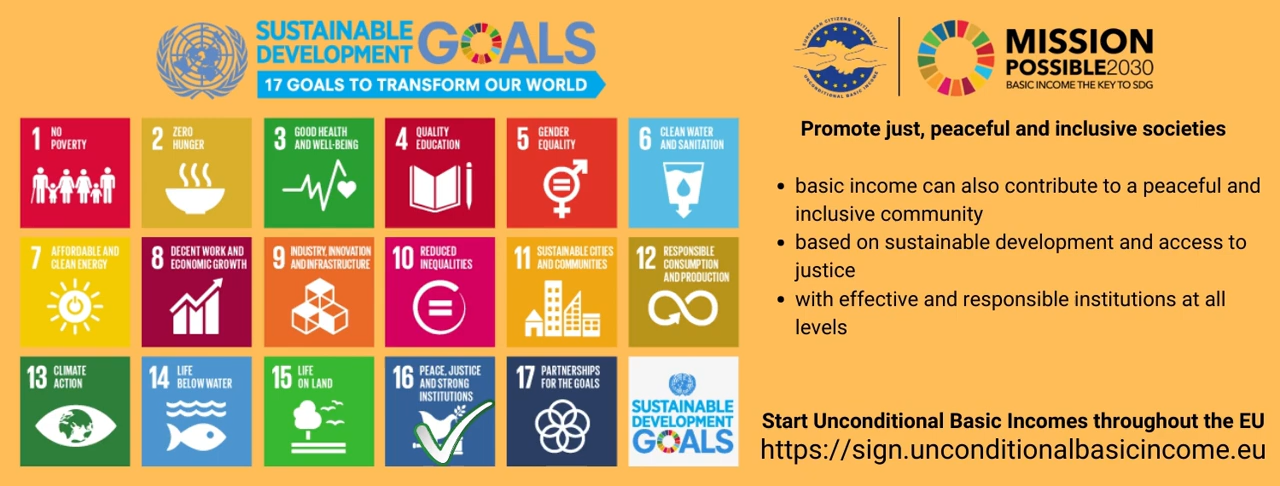 SUSTAINABLE
DEVELOPMENT
GOALS
17 GOALS TO TRANSFORM OUR WORLD
1 NO
POVERTY
2 ZERO
HUNGER
3 GOOD HEALTH
AND WELL-BEING
4 QUALITY
EDUCATION
5 GENDER
EQUALITY
6 CLEAN WATER
AND SANITATION
7 AFFORDABLE AND
CLEAN ENERGY
8 DECENT WORK AND
ECONOMIC GROWTH
9 INDUSTRY, INNOVATION
AND INFRASTRUCTURE
10 REDUCED
INEQUALITIES
11 SUSTAINABLE CITIES
AND COMMUNITIES
12 RESPONSIBLE
CONSUMPTION
AND PRODUCTION
13 CLIMATE
ACTION
14 LIFE
BELOW WATER
15 LIFE
ON LAND
16 PEACE, JUSTICE
AND STRONG
INSTITUTIONS
17 PARTNERSHIPS
FOR THE GOALS
SUSTAINABLE
DEVELOPMENT
GOALS
EUROPEAN CITIZENS' INITIATIVE
UNCONDITIONAL BASIC INCOME
MISSION
POSSIBLE2030
BASIC INCOME THE KEY TO SDG
Promote just, peaceful and inclusive societies
• basic income can also contribute to a peaceful and
inclusive community
• based on sustainable development and access to
justice
• with effective and responsible institutions at all
levels
Start Unconditional Basic Incomes throughout the EU
https://sign.unconditionalbasicincome.eu